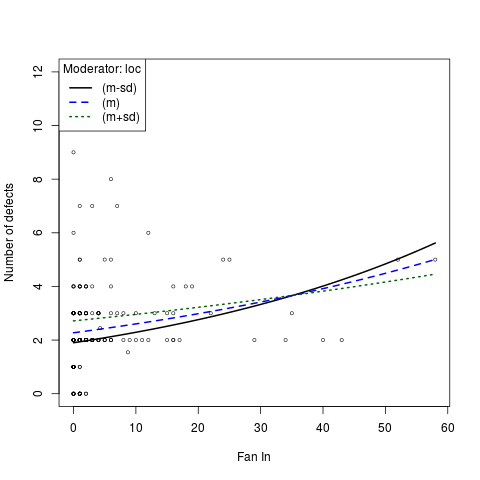 Moderator: loc
(m-sd)
(m)
(m+sd)
Number of defects
12
10
8
6
4
2
0
0 10 20 30 40 50 60
Fan In